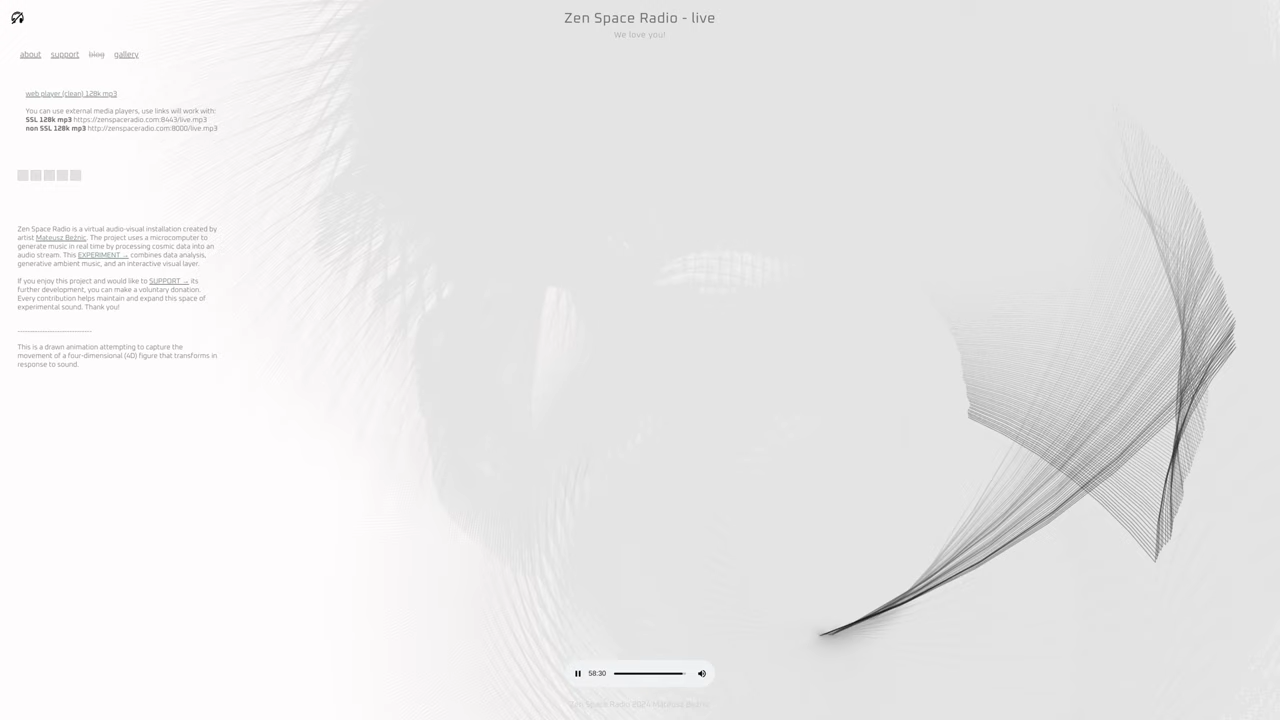 Zen Space Radio - live
We love you!
about support blog gallery
web player (clean) 128k mp3
You can use external media players, use links will work with:
SSL 128k mp3 https://zenspaceradio.com:8443/live.mp3
non SSL 128k mp3 http://zenspaceradio.com:8000/live.mp3
Zen Space Radio is a virtual audio-visual installation created by
artist Mateusz Beźnic. The project uses a microcomputer to
generate music in real time by processing cosmic data into an
audio stream. This EXPERIMENT → combines data analysis,
generative ambient music, and an interactive visual layer.
If you enjoy this project and would like to SUPPORT → its
further development, you can make a voluntary donation.
Every contribution helps maintain and expand this space of
experimental sound. Thank you!
This is a drawn animation attempting to capture the
movement of a four-dimensional (4D) figure that transforms in
response to sound.
58:30
Zen Space Radio 2024 Mateusz